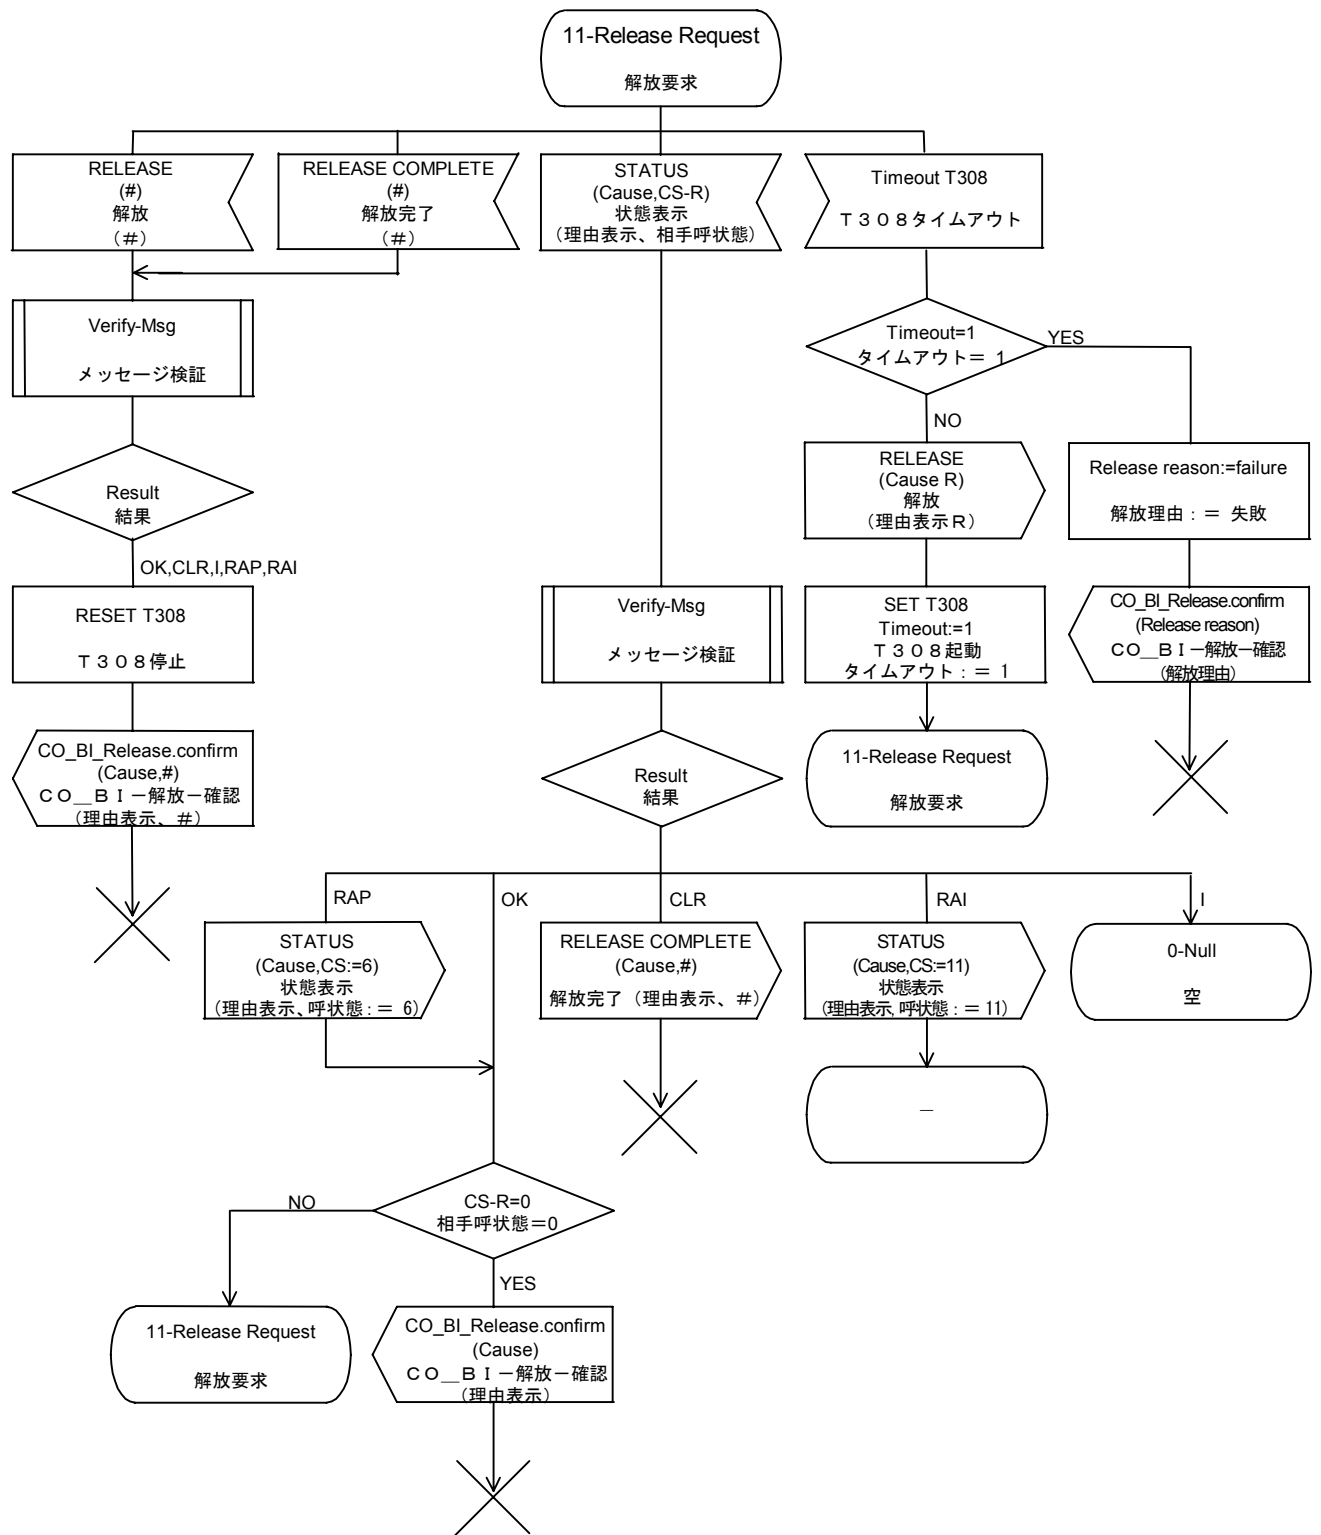 11-Release Request
解放要求
RELEASE
(#)
解放
（＃）
RELEASE COMPLETE
(#)
解放完了
（＃）
STATUS
(Cause,CS-R)
状態表示
（理由表示、相手呼状態）
Timeout T308
Ｔ３０８タイムアウト
Verify-Msg
メッセージ検証
Timeout=1
タイムアウト＝ 1
YES
NO
Result
結果
OK,CLR,I,RAP,RAI
RELEASE
(Cause R)
解放
（理由表示Ｒ）
Release reason:=failure
解放理由：＝ 失敗
RESET T308
Ｔ３０８停止
Verify-Msg
メッセージ検証
SET T308
Timeout:=1
Ｔ３０８起動
タイムアウト：＝ 1
CO_BI_Release.confirm
(Release reason)
ＣＯ＿ＢＩ－解放－確認
（解放理由）
CO_BI_Release.confirm
(Cause,#)
ＣＯ＿ＢＩ－解放－確認
（理由表示、＃）
Result
結果
11-Release Request
解放要求
RAP
OK
CLR
RAI
I
STATUS
(Cause,CS:=6)
状態表示
（理由表示、呼状態：＝ 6）
RELEASE COMPLETE
(Cause,#)
解放完了（理由表示、＃）
STATUS
(Cause,CS:=11)
状態表示
（理由表示, 呼状態：＝11）
0-Null
空
－
NO
CS-R=0
相手呼状態＝0
YES
11-Release Request
解放要求
CO_BI_Release.confirm
(Cause)
ＣＯ＿ＢＩ－解放－確認
（理由表示）